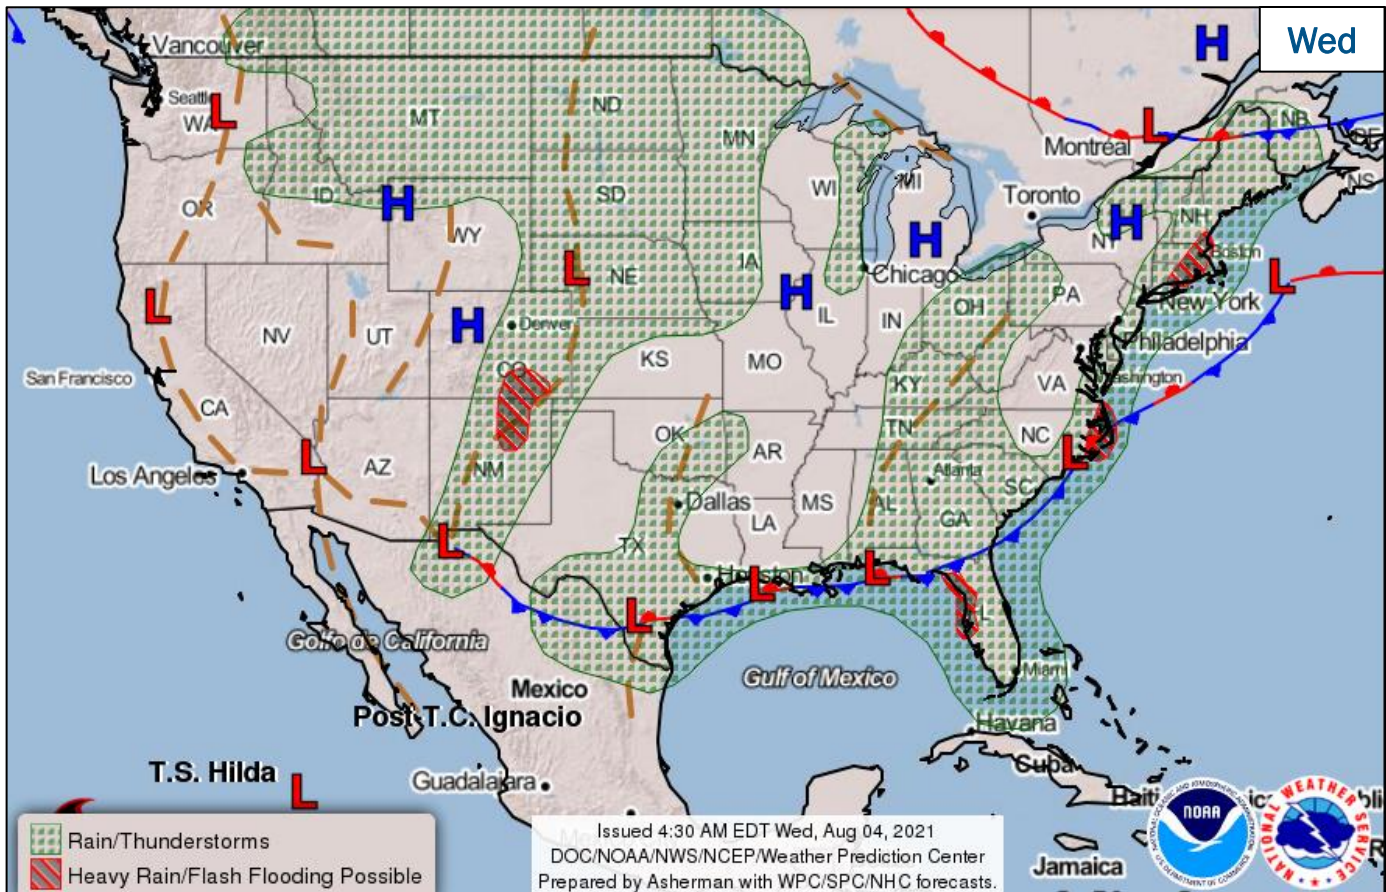 Wed
H
Vancouver
Seattle
L
WA
MT
ND
MN
NB
L
Montréal
NS
OR
ID
H
SD
WI
MI
Toronto
H
NY
NH
WY
H
Boston
L
NE
IA
Chicago
L
L
H
IL
IN
OH
PA
New York
NV
UT
H
Denver
Philadelphia
San Francisco
CA
CO
KS
MO
KY
VA
Washington
OK
AR
TN
NC
L
Los Angeles
L
AZ
NM
Atlanta
SC
Dallas
LA
MS
AL
GA
L
TX
Houston
L
L
L
Golfo de California
Gulf of Mexico
Miami
Mexico
Post-T.C. Ignacio
Havana
T.S. Hilda
L
Guadalajara
Cuba
Haiti
Jamaica
Rain/Thunderstorms
Heavy Rain/Flash Flooding Possible
Issued 4:30 AM EDT Wed, Aug 04, 2021
DOC/NOAA/NWS/NCEP/Weather Prediction Center
Prepared by Asherman with WPC/SPC/NHC forecasts.
NOAA
NATIONAL WEATHER SERVICE